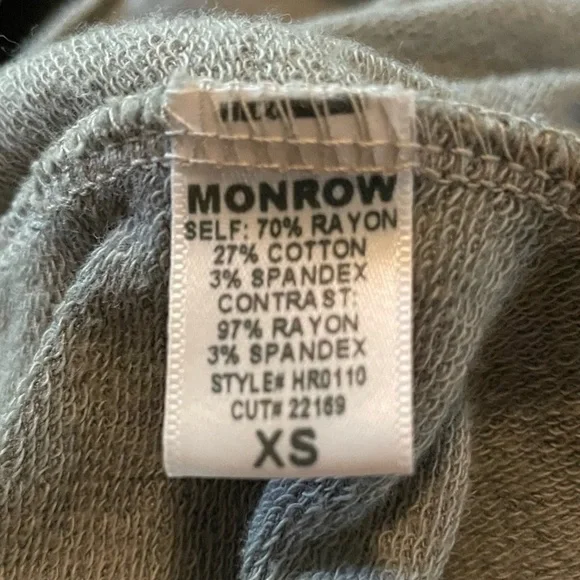 MONROW
SELF: 70% RAYON
27% COTTON
3% SPANDEX
CONTRAST:
97% RAYON
3% SPANDEX
STYLE# HR0110
CUT# 22169
XS